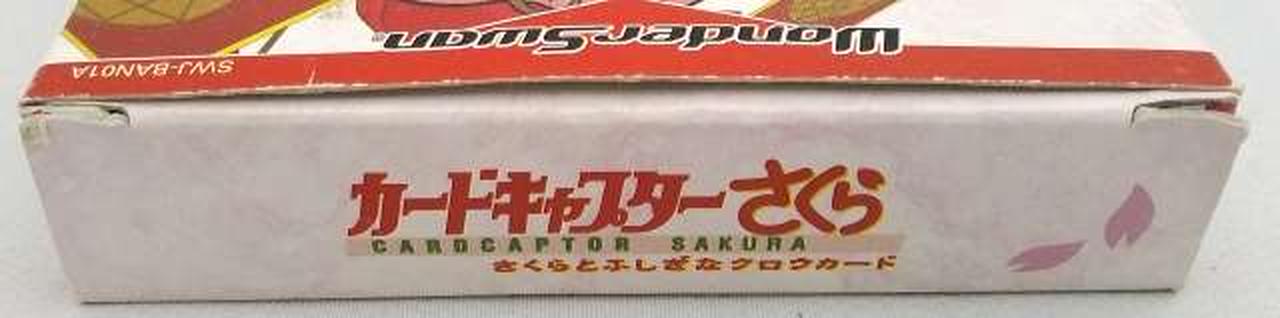 WonderSwan
SWJ-BAN01A
カードキャプターさくら
CARDCAPTOR SAKURA
さくらとふしぎなクロウカード